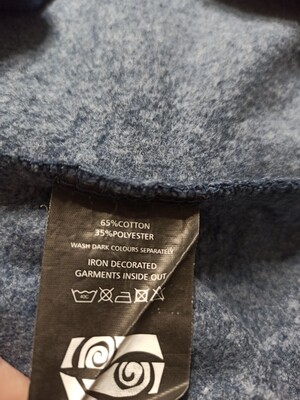 65%COTTON
35%POLYESTER
WASH DARK COLOURS SEPARATELY
IRON DECORATED
GARMENTS INSIDE OUT